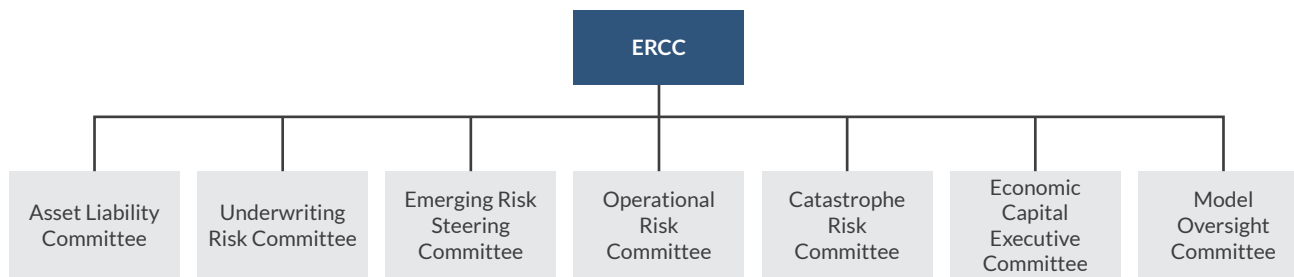 ERCC
Asset Liability
Committee
Underwriting
Risk Committee
Emerging Risk
Steering
Committee
Operational
Risk
Committee
Catastrophe
Risk
Committee
Economic
Capital
Executive
Committee
Model
Oversight
Committee